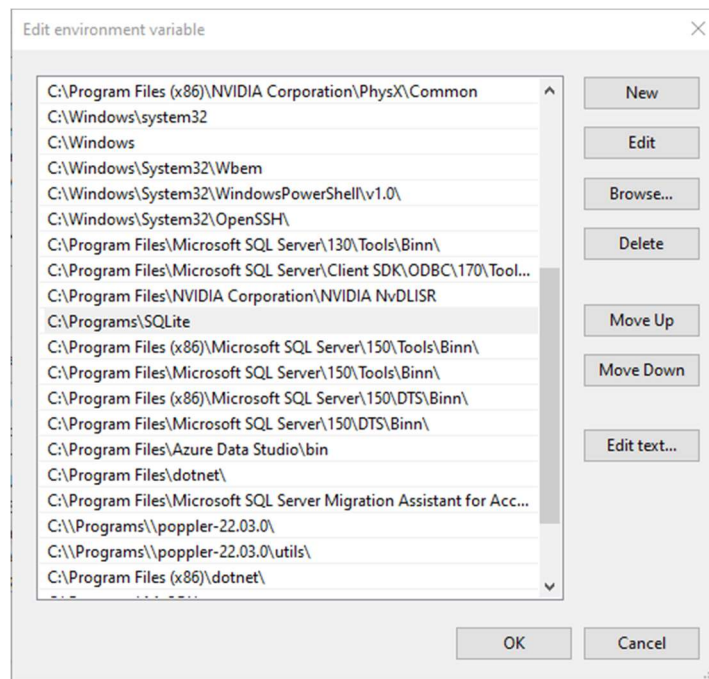 Edit environment variable
C:\Program Files (x86)\NVIDIA Corporation\PhysX\Common
New
C:\Windows\system32
C:\Windows
Edit
C:\Windows\System32\Wbem
C:\Windows\System32\WindowsPowerShell\v1.0\
Browse...
C:\Windows\System32\OpenSSH\
C:\Program Files\Microsoft SQL Server\130\Tools\Binn\
Delete
C:\Program Files\Microsoft SQL Server\Client SDK\ODBC\170\Tool...
C:\Program Files\NVIDIA Corporation\NVIDIA NvDLISR
C:\Programs\SQLite
Move Up
C:\Program Files (x86)\Microsoft SQL Server\150\Tools\Binn\
C:\Program Files\Microsoft SQL Server\150\Tools\Binn\
Move Down
C:\Program Files (x86)\Microsoft SQL Server\150\DTS\Binn\
C:\Program Files\Microsoft SQL Server\150\DTS\Binn\
C:\Program Files\Azure Data Studio\bin
Edit text...
C:\Program Files\dotnet\
C:\Program Files\Microsoft SQL Server Migration Assistant for Acc...
C:\\Programs\\poppler-22.03.0\
C:\\Programs\\poppler-22.03.0\utils\
C:\Program Files (x86)\dotnet\
OK
Cancel